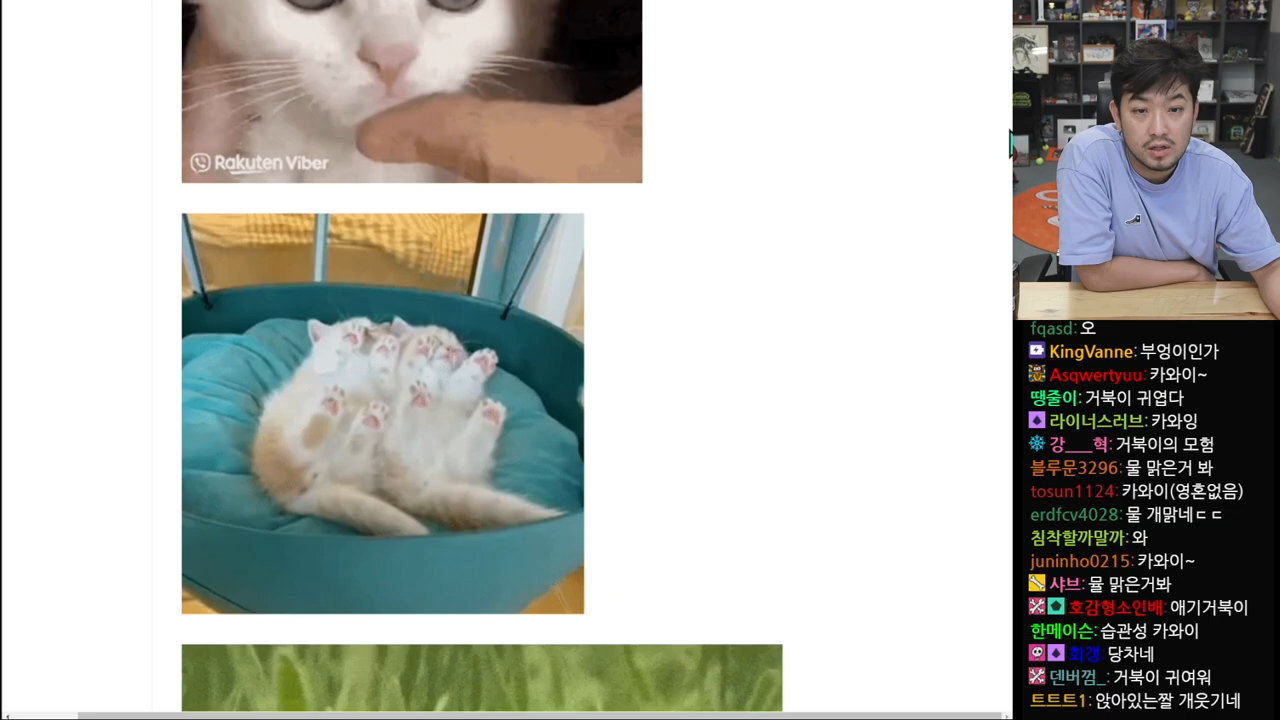 Rakuten Viber
fqasd: 오
KingVanne: 부엉이인가
Asqwertyuu: 카와이~
땡줄이: 거북이 귀엽다
라이너스러브: 카와잉
강___혁: 거북이의 모험
블루문3296: 물 맑은거 봐
tosun1124: 카와이(영혼없음)
erdfcv4028: 물 개맑네ㄷㄷ
침착할까말까: 와
juninho0215: 카와이~
샤브: 뮬 맑은거봐
호감형소인배: 애기거북이
한메이슨: 습관성 카와이
회갱: 당차네
덴버껌_: 거북이 귀여워
트트트1: 앉아있는짤 개웃기네